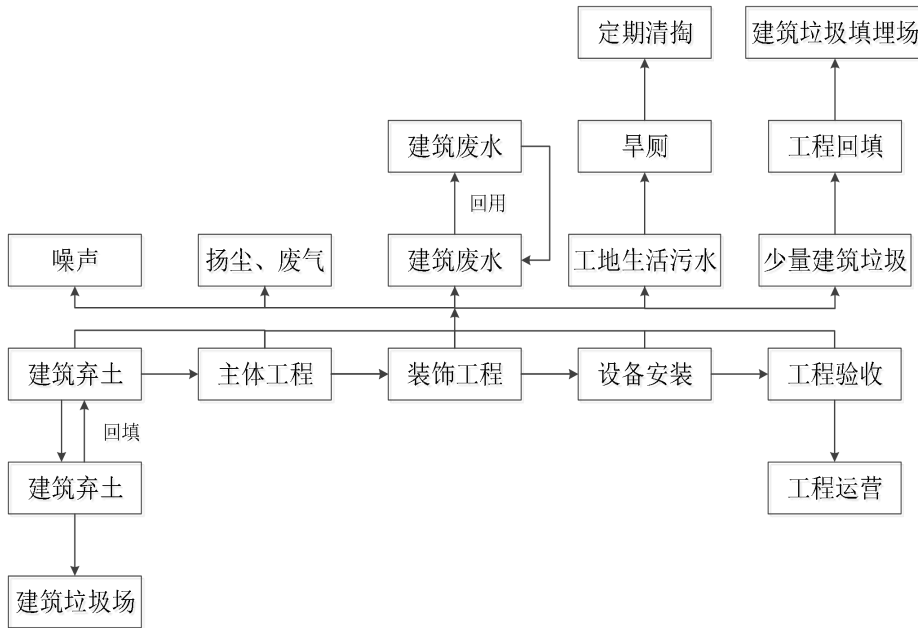 定期清掏
建筑垃圾填埋场
建筑废水
旱厕
工程回填
回用
噪声
扬尘、废气
建筑废水
工地生活污水
少量建筑垃圾
建筑弃土
主体工程
装饰工程
设备安装
工程验收
回填
建筑弃土
工程运营
建筑垃圾场